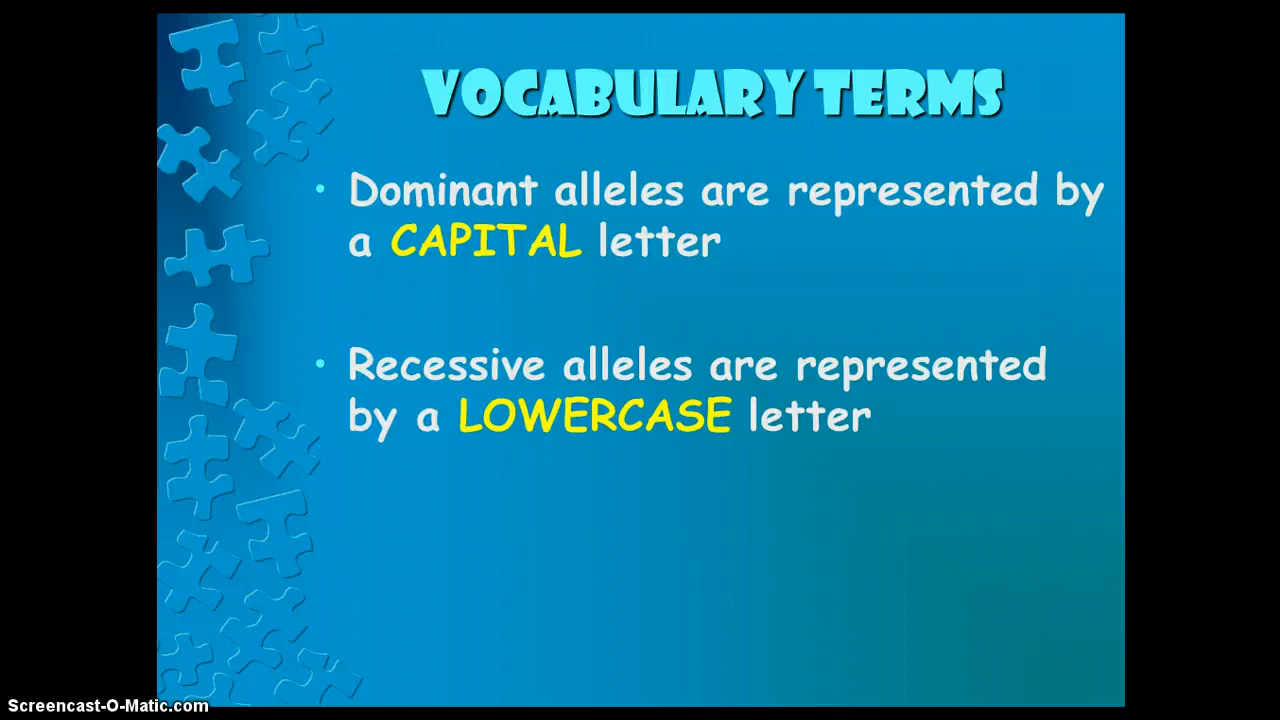 VOCABULARY TERMS
• Dominant alleles are represented by
a CAPITAL letter
• Recessive alleles are represented
by a LOWERCASE letter
Screencast-O-Matic.com